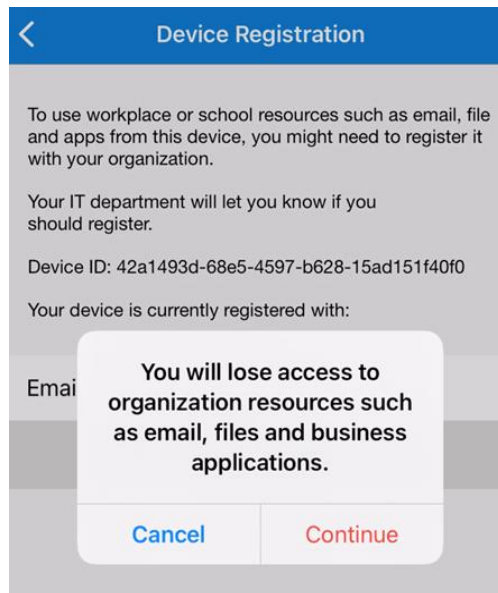 Device Registration
To use workplace or school resources such as email, file
and apps from this device, you might need to register it
with your organization.
Your IT department will let you know if you
should register.
Device ID: 42a1493d-68e5-4597-b628-15ad151f40f0
Your device is currently registered with:
Emai
You will lose access to
organization resources such
as email, files and business
applications.
Cancel
Continue